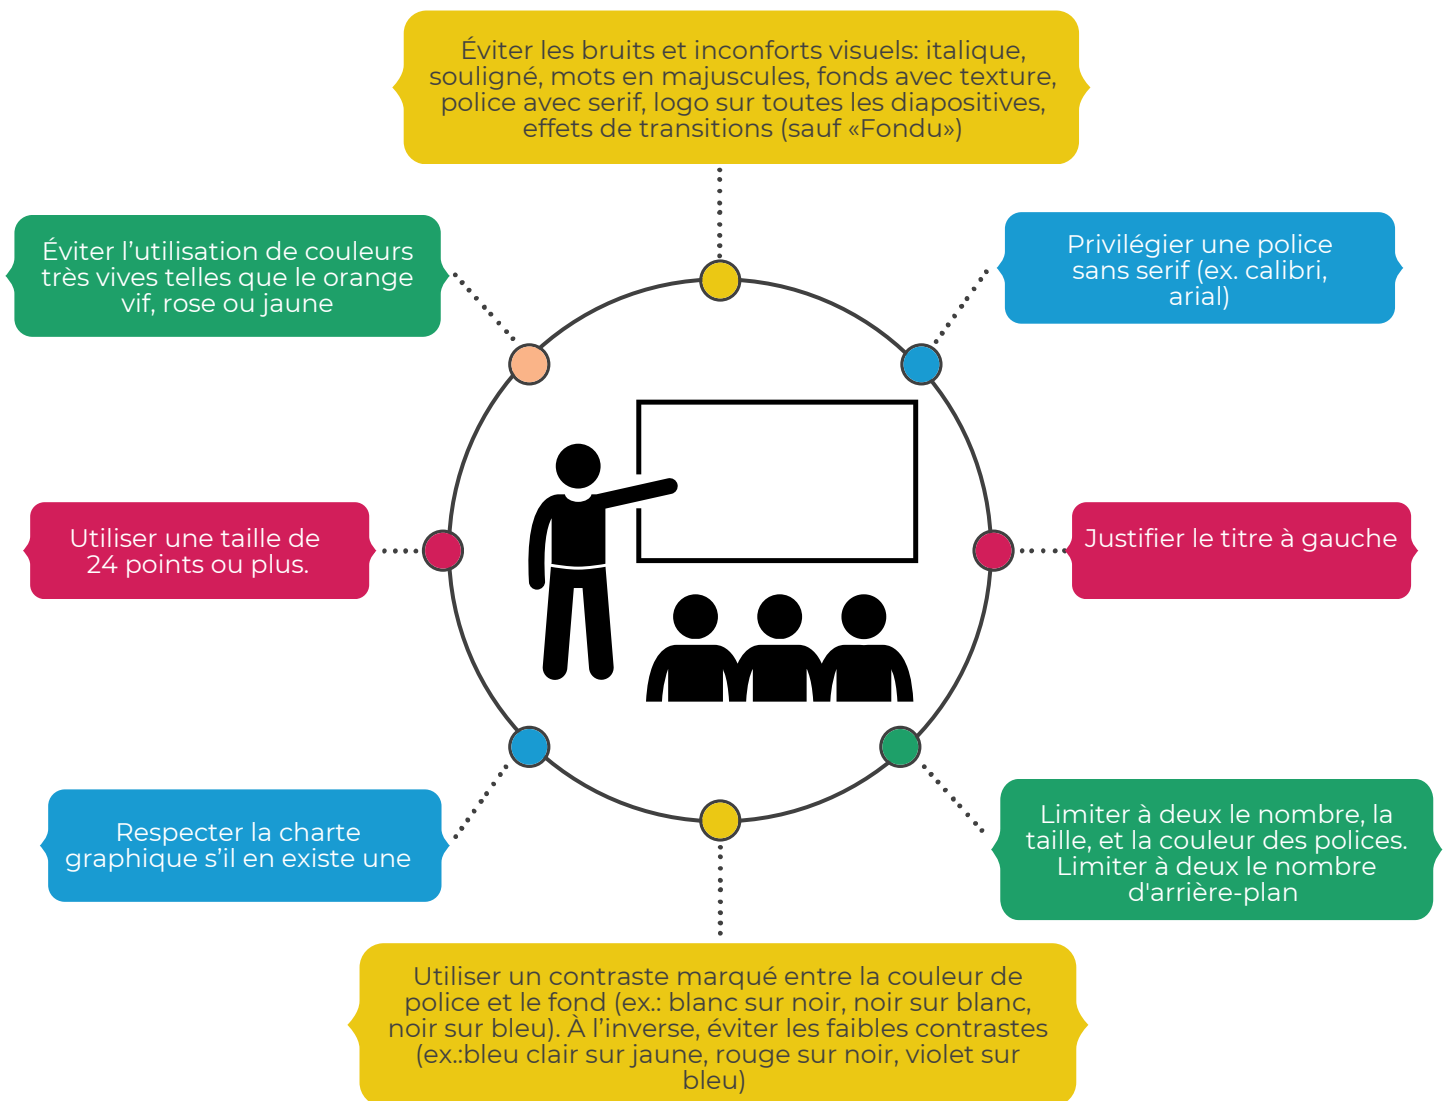 Éviter les bruits et inconforts visuels: italique,
souligné, mots en majuscules, fonds avec texture,
police avec serif, logo sur toutes les diapositives,
effets de transitions (sauf «Fondu»)
Éviter l’utilisation de couleurs
très vives telles que le orange
vif, rose ou jaune
Privilégier une police
sans serif (ex. calibri,
arial)
Utiliser une taille de
24 points ou plus.
Justifier le titre à gauche
Respecter la charte
graphique s’il en existe une
Limiter à deux le nombre, la
taille, et la couleur des polices.
Limiter à deux le nombre
d'arrière-plan
Utiliser un contraste marqué entre la couleur de
police et le fond (ex.: blanc sur noir, noir sur blanc,
noir sur bleu). À l’inverse, éviter les faibles contrastes
(ex.:bleu clair sur jaune, rouge sur noir, violet sur
bleu)